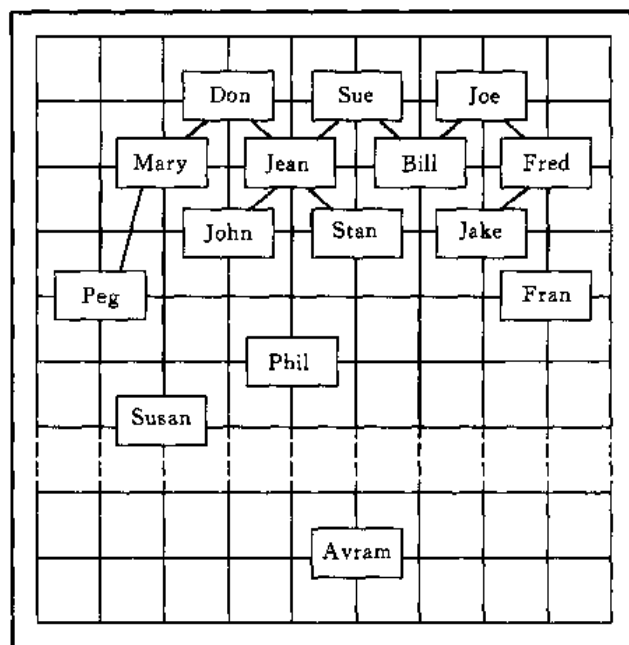 Don Sue Joe
Mary Jean Bill Fred
John Stan Jake
Peg Fran
Phil
Susan
Avram